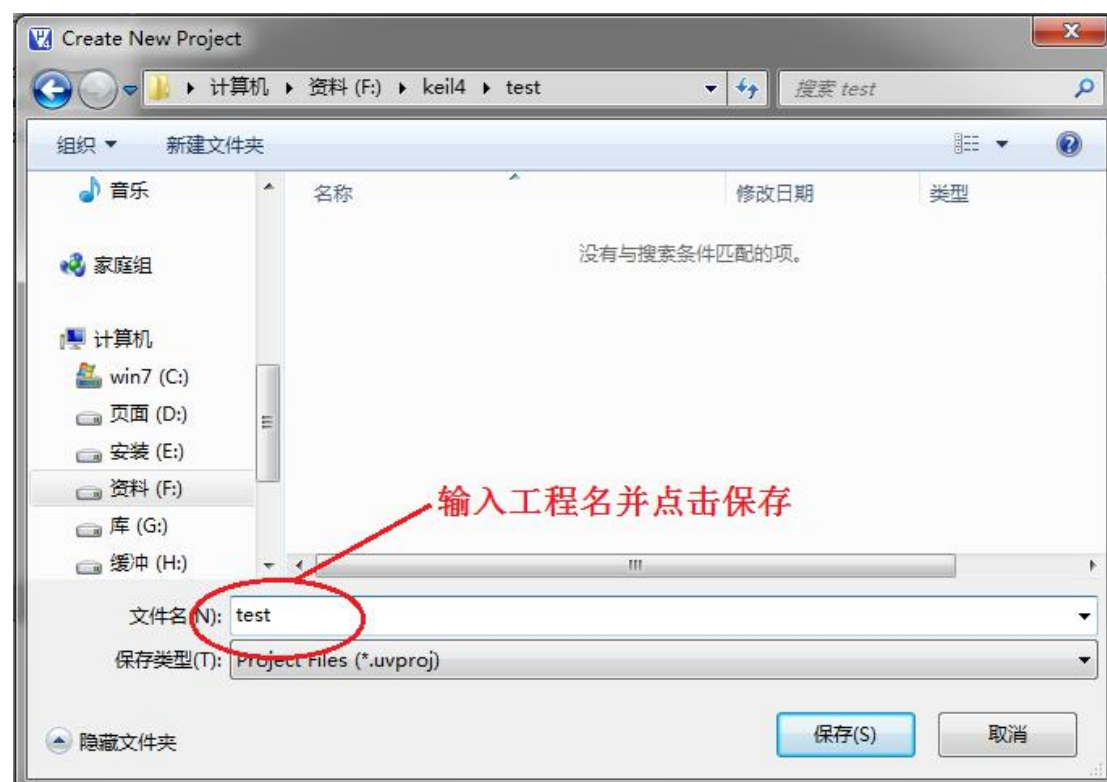 Create New Project
计算机 资料 (F:) keil4 test
搜索 test
组织 新建文件夹
名称 修改日期 类型
没有与搜索条件匹配的项。
音乐
家庭组
计算机
win7 (C:)
页面 (D:)
安装 (E:)
资料 (F:)
库 (G:)
缓冲 (H:)
输入工程名并点击保存
文件名(N): test
保存类型(T): Project Files (*.uvproj)
隐藏文件夹 保存(S) 取消